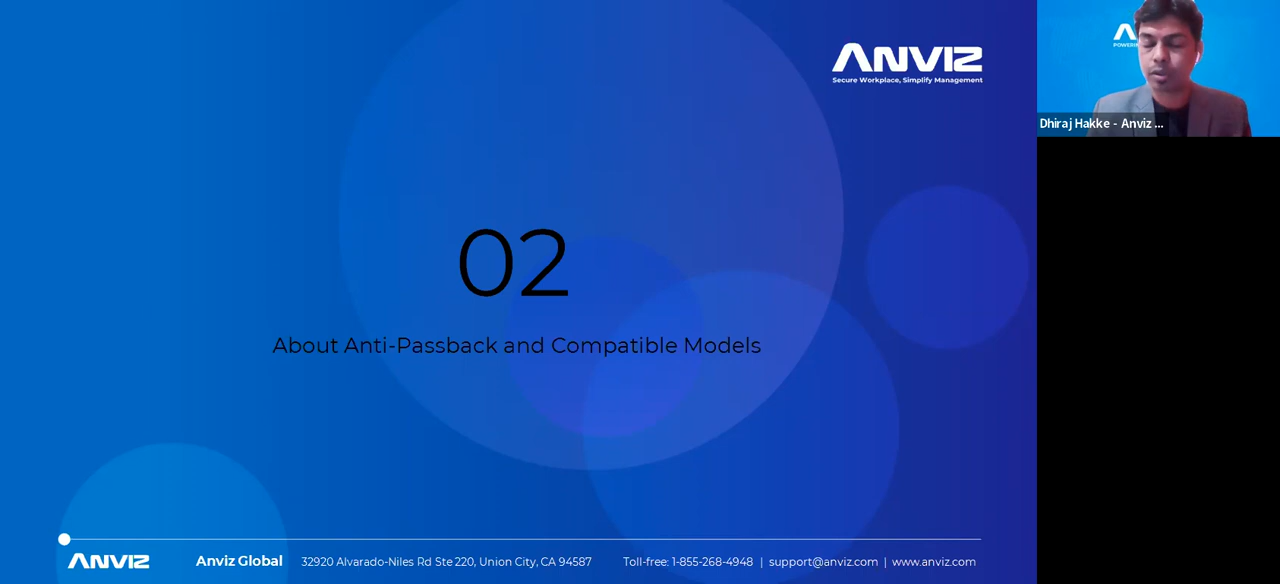 ANVIZ
Secure Workplace, Simplify Management
POWERIN
Dhiraj Hakke - Anviz ...
02
About Anti-Passback and Compatible Models
ANVIZ Anviz Global 32920 Alvarado-Niles Rd Ste 220, Union City, CA 94587 Toll-free: 1-855-268-4948 | support@anviz.com | www.anviz.com